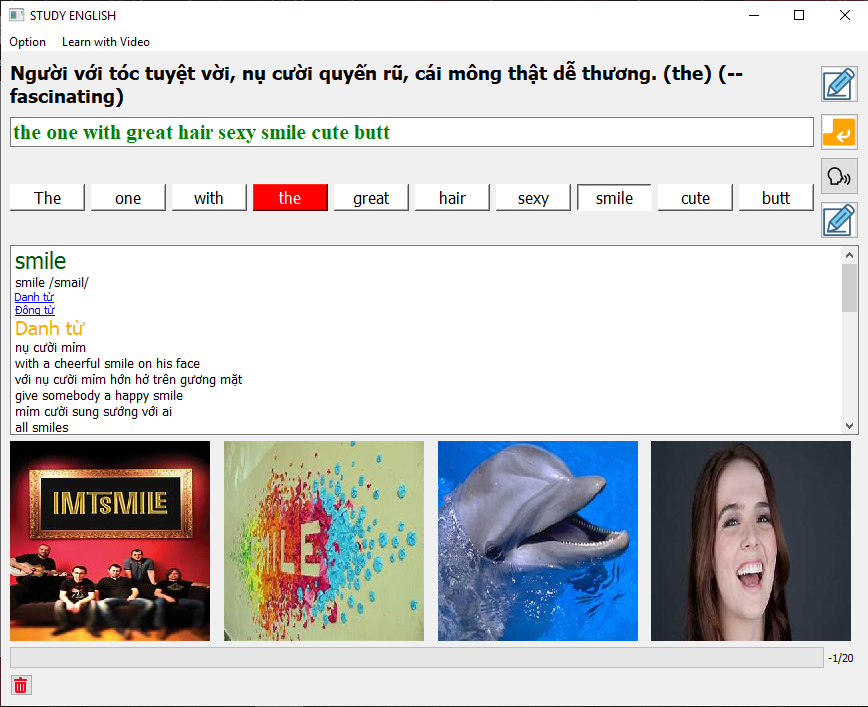 STUDY ENGLISH
Option Learn with Video
Người với tóc tuyệt vời, nụ cười quyến rũ, cái mông thật dễ thương. (the) (--
fascinating)
the one with great hair sexy smile cute butt
The one with the great hair sexy smile cute butt
smile
smile /smail/
Danh từ
Động từ
Danh từ
nụ cười mỉm
with a cheerful smile on his face
với nụ cười mỉm hớn hở trên gương mặt
give somebody a happy smile
mỉm cười sung sướng với ai
all smiles
IMTSMILE
-1/20